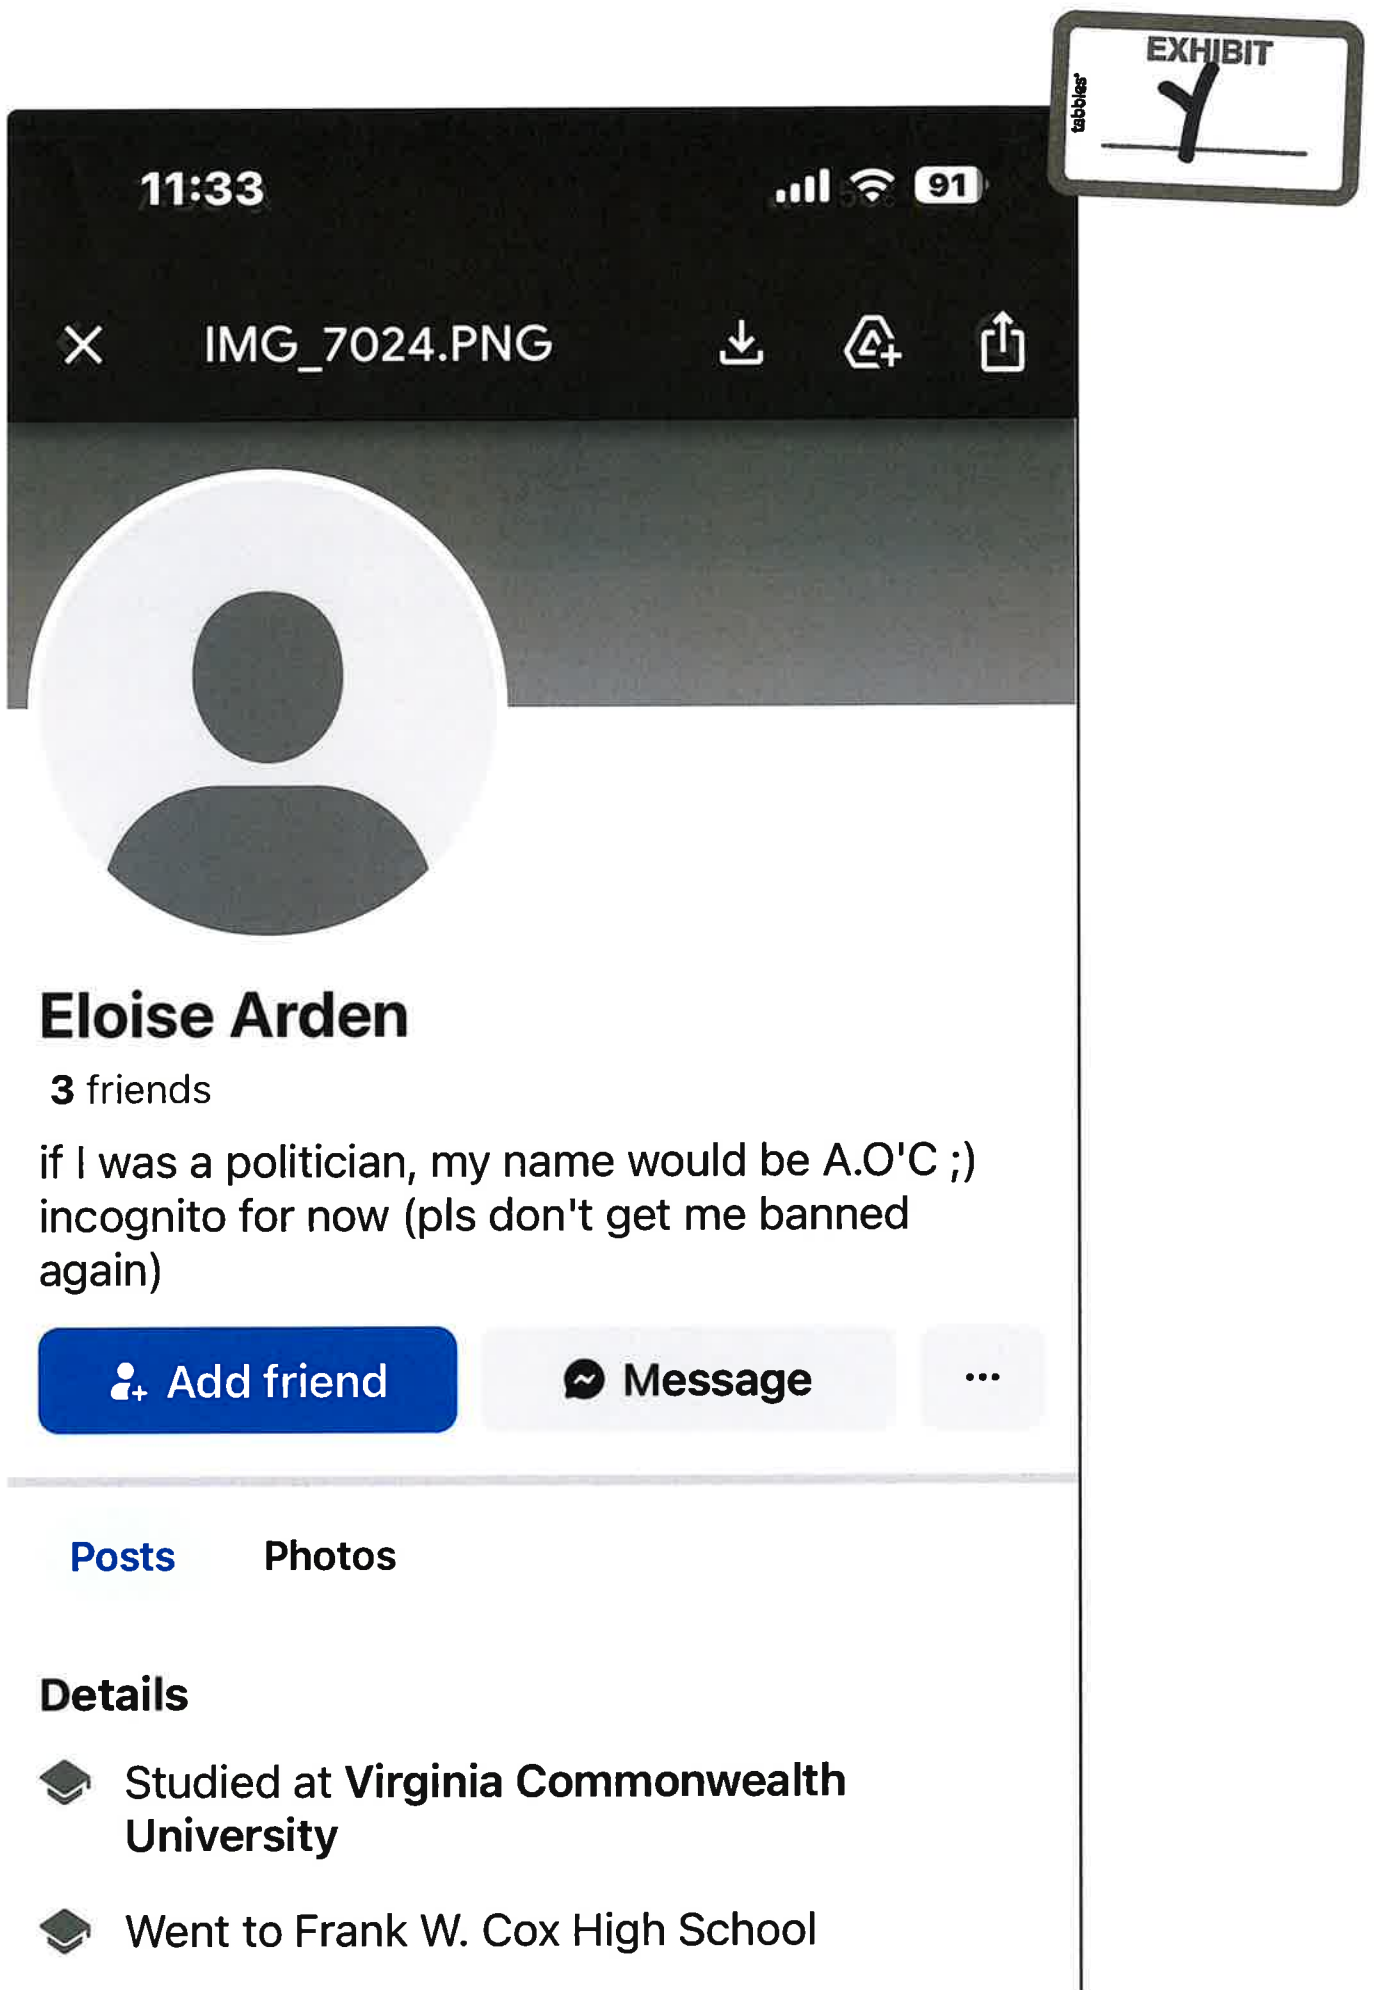 EXHIBIT
tabbies®
Y
11:33
91
IMG_7024.PNG
Eloise Arden
3 friends
if I was a politician, my name would be A.O'C ;)
incognito for now (pls don't get me banned
again)
Add friend
Message
...
Posts
Photos
Details
Studied at Virginia Commonwealth
University
Went to Frank W. Cox High School